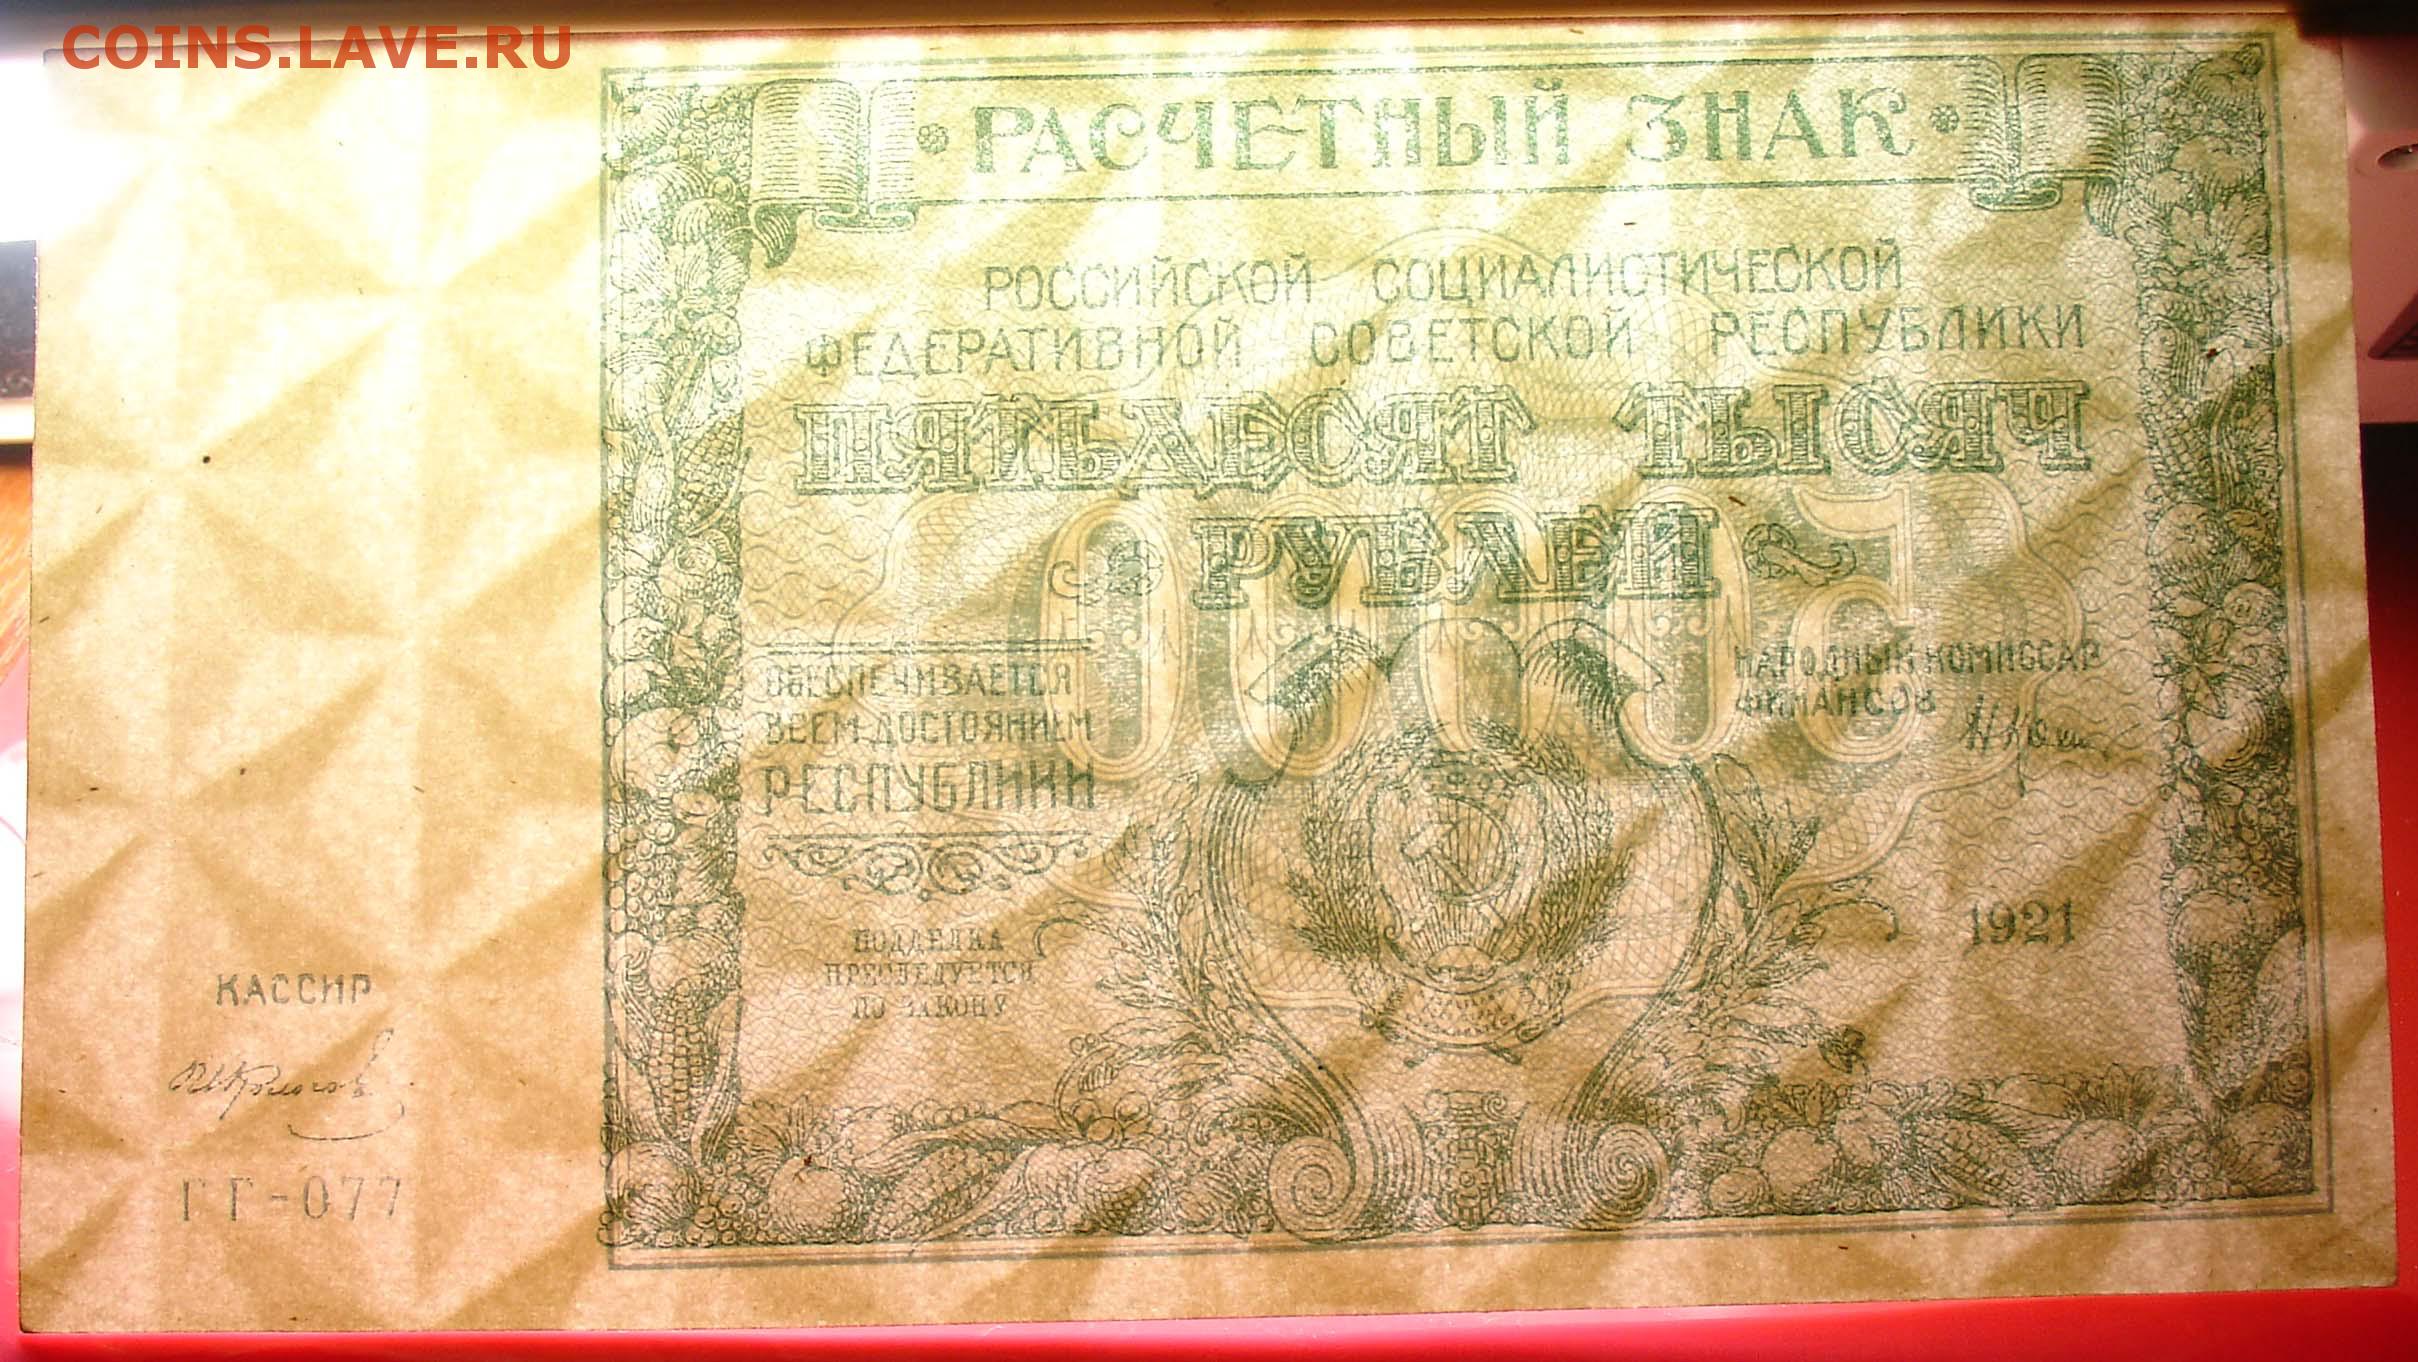 COINS.LAVE.RU
РАСЧЕТНЫЙ ЗНАК
РОССИЙСКОЙ СОЦИАЛИСТИЧЕСКОЙ
ФЕДЕРАТИВНОЙ СОВЕТСКОЙ РЕСПУБЛИКИ
ПЯТЬДЕСЯТ ТЫСЯЧ
РУБЛЕЙ
50000
ОБЕСПЕЧИВАЕТСЯ
ВСЕМ ДОСТОЯНИЕМ
РЕСПУБЛИКИ
НАРОДНЫЙ КОМИССАР
ФИНАНСОВ
ПОДДЕЛКА
ПРЕСЛЕДУЕТСЯ
ПО ЗАКОНУ
1921
КАССИР
ГГ-077